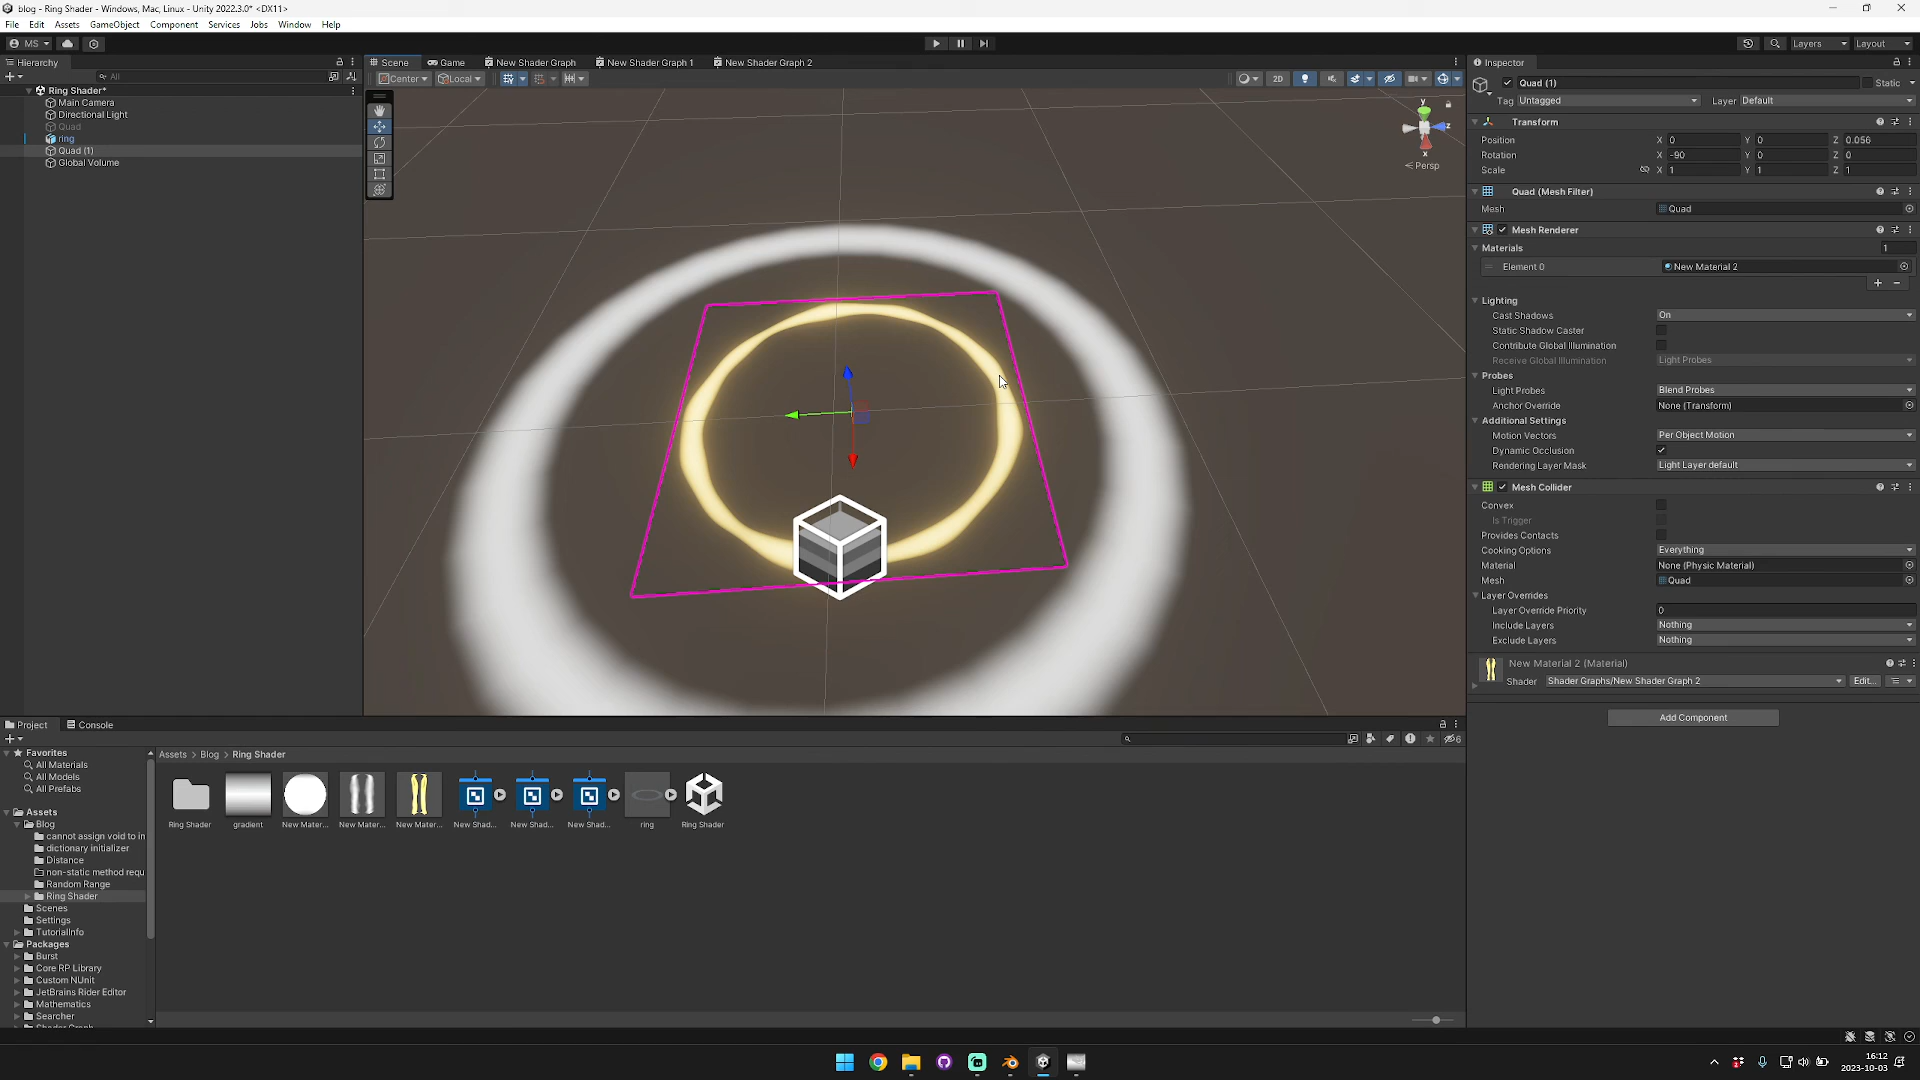 blog - Ring Shader - Windows, Mac, Linux - Unity 2022.3.0* <DX11>
File Edit Assets GameObject Component Services Jobs Window Help
MS Layers Layout
Hierarchy Scene Game New Shader Graph New Shader Graph 1 New Shader Graph 2 Inspector
All Center Local 2D
Ring Shader*
Main Camera
Directional Light
Quad
ring
Quad (1)
Global Volume
y
z
x
Persp
Quad (1) Static
Tag Untagged Layer Default
Transform
Position X 0 Y 0 Z 0.056
Rotation X -90 Y 0 Z 0
Scale X 1 Y 1 Z 1
Quad (Mesh Filter)
Mesh Quad
Mesh Renderer
Materials 1
Element 0 New Material 2
Lighting
Cast Shadows On
Static Shadow Caster
Contribute Global Illumination
Receive Global Illumination Light Probes
Probes
Light Probes Blend Probes
Anchor Override None (Transform)
Additional Settings
Motion Vectors Per Object Motion
Dynamic Occlusion
Rendering Layer Mask Light Layer default
Mesh Collider
Convex
Is Trigger
Provides Contacts
Cooking Options Everything
Material None (Physic Material)
Mesh Quad
Layer Overrides
Layer Override Priority 0
Include Layers Nothing
Exclude Layers Nothing
New Material 2 (Material)
Shader Shader Graphs/New Shader Graph 2 Edit...
Add Component
Project Console
6
Favorites
All Materials
All Models
All Prefabs
Assets
Blog
cannot assign void to in
dictionary initializer
Distance
non-static method requ
Random Range
Ring Shader
Scenes
Settings
TutorialInfo
Packages
Burst
Core RP Library
Custom NUnit
JetBrains Rider Editor
Mathematics
Searcher
Shader Graph
Assets > Blog > Ring Shader
Ring Shader gradient New Mater... New Mater... New Mater... New Shad... New Shad... New Shad... ring Ring Shader
16:12
2023-10-03